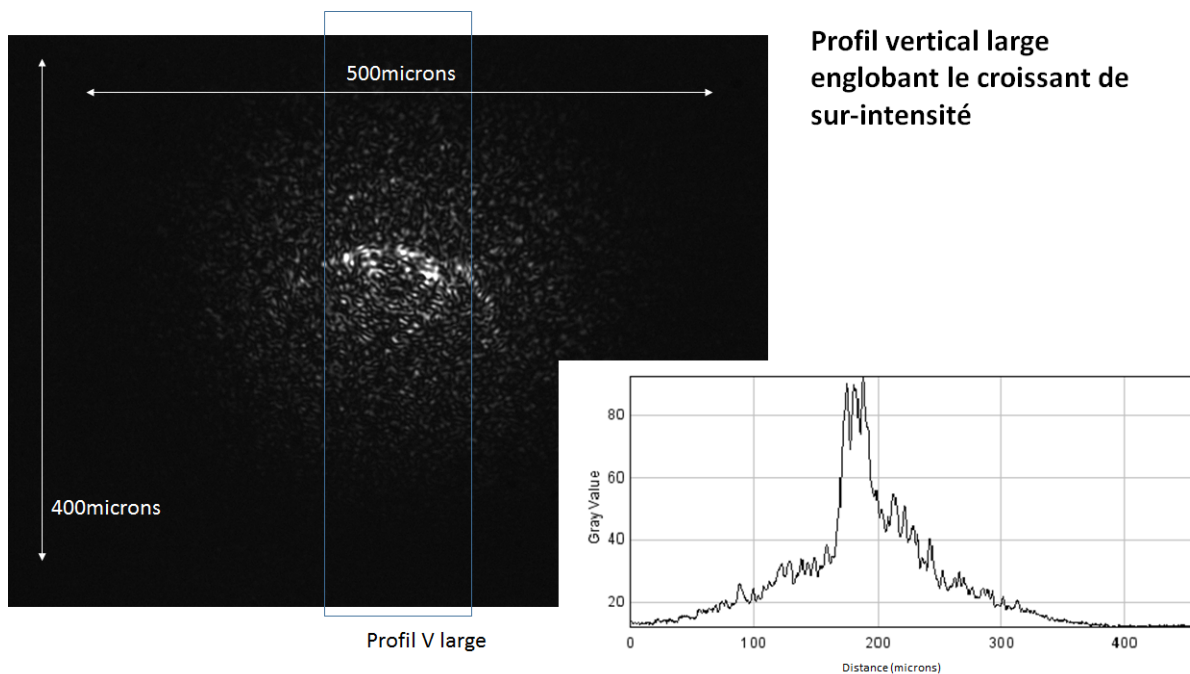 Profil vertical large
englobant le croissant de
sur-intensité
500microns
400microns
Profil V large
80
60
40
20
Gray Value
0 100 200 300 400
Distance (microns)